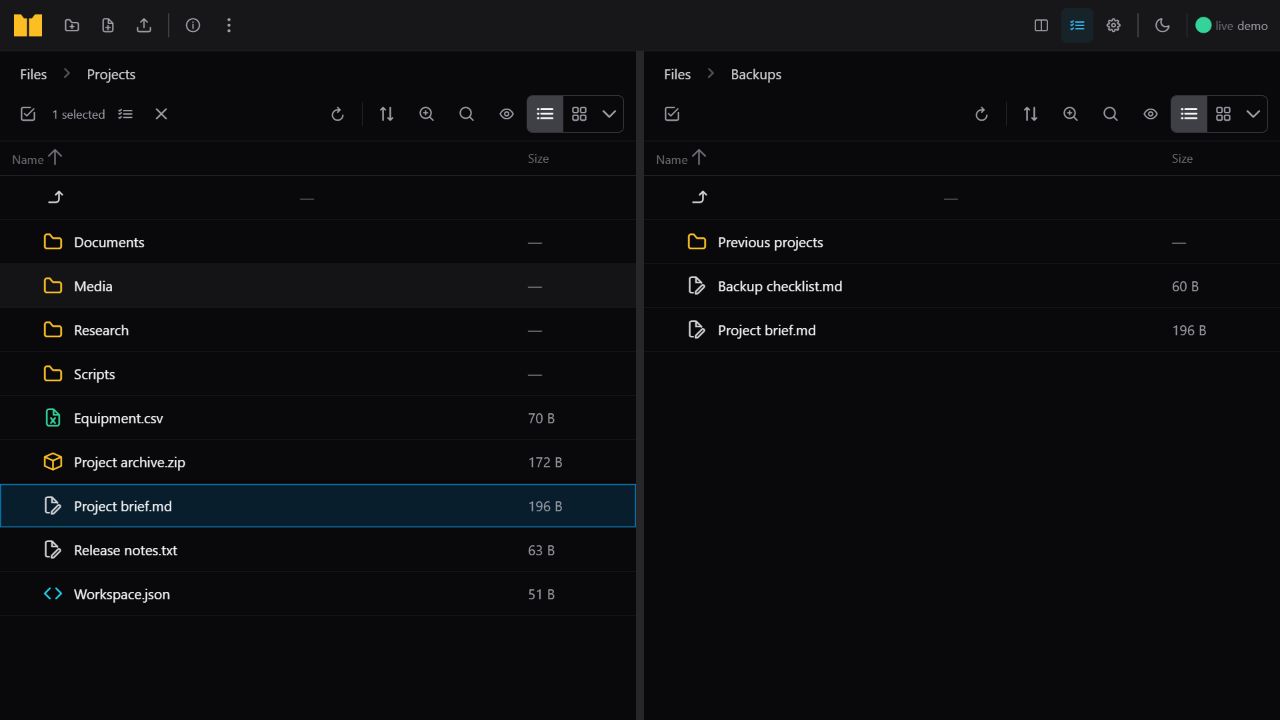 live demo
Files > Projects
1 selected
Name Size
—
Documents —
Media —
Research —
Scripts —
Equipment.csv 70 B
Project archive.zip 172 B
Project brief.md 196 B
Release notes.txt 63 B
Workspace.json 51 B
Files > Backups
Name Size
—
Previous projects —
Backup checklist.md 60 B
Project brief.md 196 B